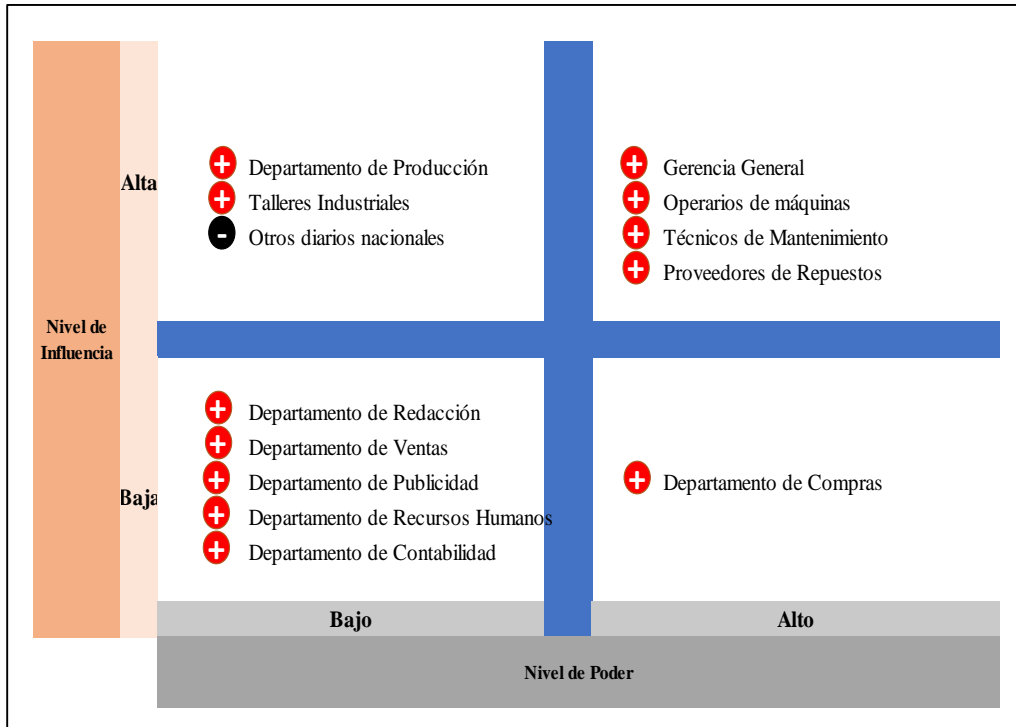 Nivel de
Influencia
Alta
+ Departamento de Producción
+ Talleres Industriales
- Otros diarios nacionales
+ Gerencia General
+ Operarios de máquinas
+ Técnicos de Mantenimiento
+ Proveedores de Repuestos
Baja
+ Departamento de Redacción
+ Departamento de Ventas
+ Departamento de Publicidad
+ Departamento de Recursos Humanos
+ Departamento de Contabilidad
+ Departamento de Compras
Bajo
Alto
Nivel de Poder